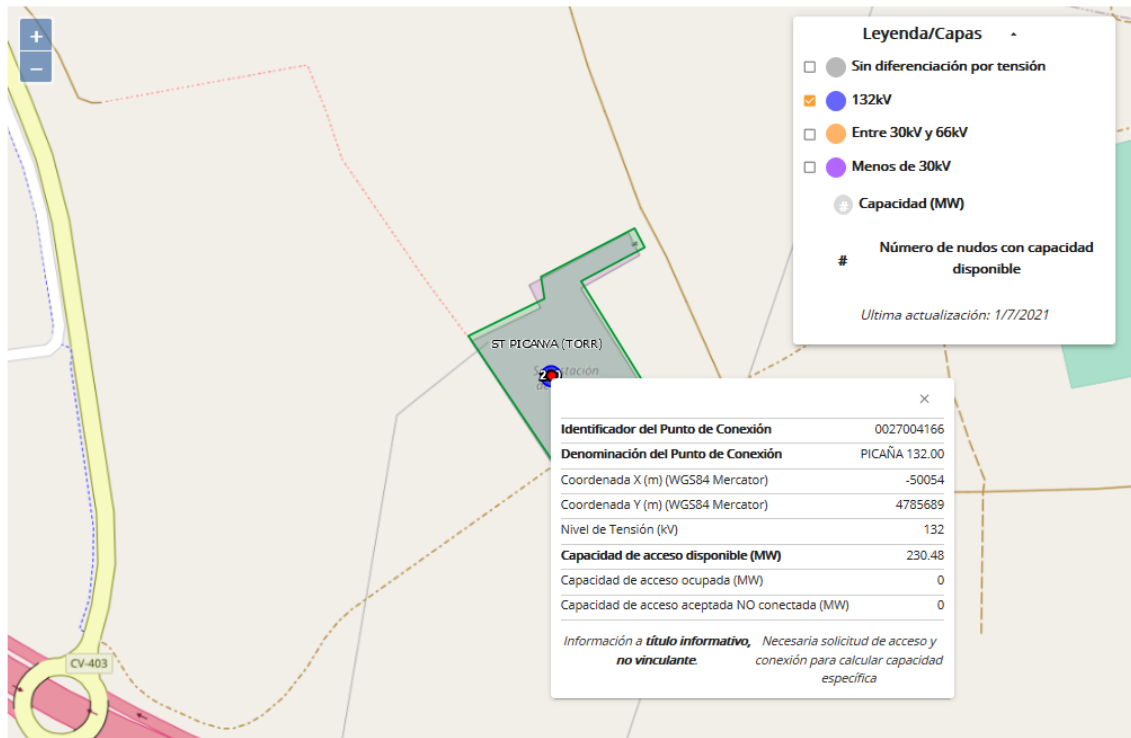 +
−
Leyenda/Capas
Sin diferenciación por tensión
132kV
Entre 30kV y 66kV
Menos de 30kV
# Capacidad (MW)
# Número de nudos con capacidad
disponible
Ultima actualización: 1/7/2021
ST PICANYA (TORR)
Identificador del Punto de Conexión 0027004166
Denominación del Punto de Conexión PICAÑA 132.00
Coordenada X (m) (WGS84 Mercator) -50054
Coordenada Y (m) (WGS84 Mercator) 4785689
Nivel de Tensión (kV) 132
Capacidad de acceso disponible (MW) 230.48
Capacidad de acceso ocupada (MW) 0
Capacidad de acceso aceptada NO conectada (MW) 0
Información a título informativo,
no vinculante.
Necesaria solicitud de acceso y
conexión para calcular capacidad
específica
CV-403